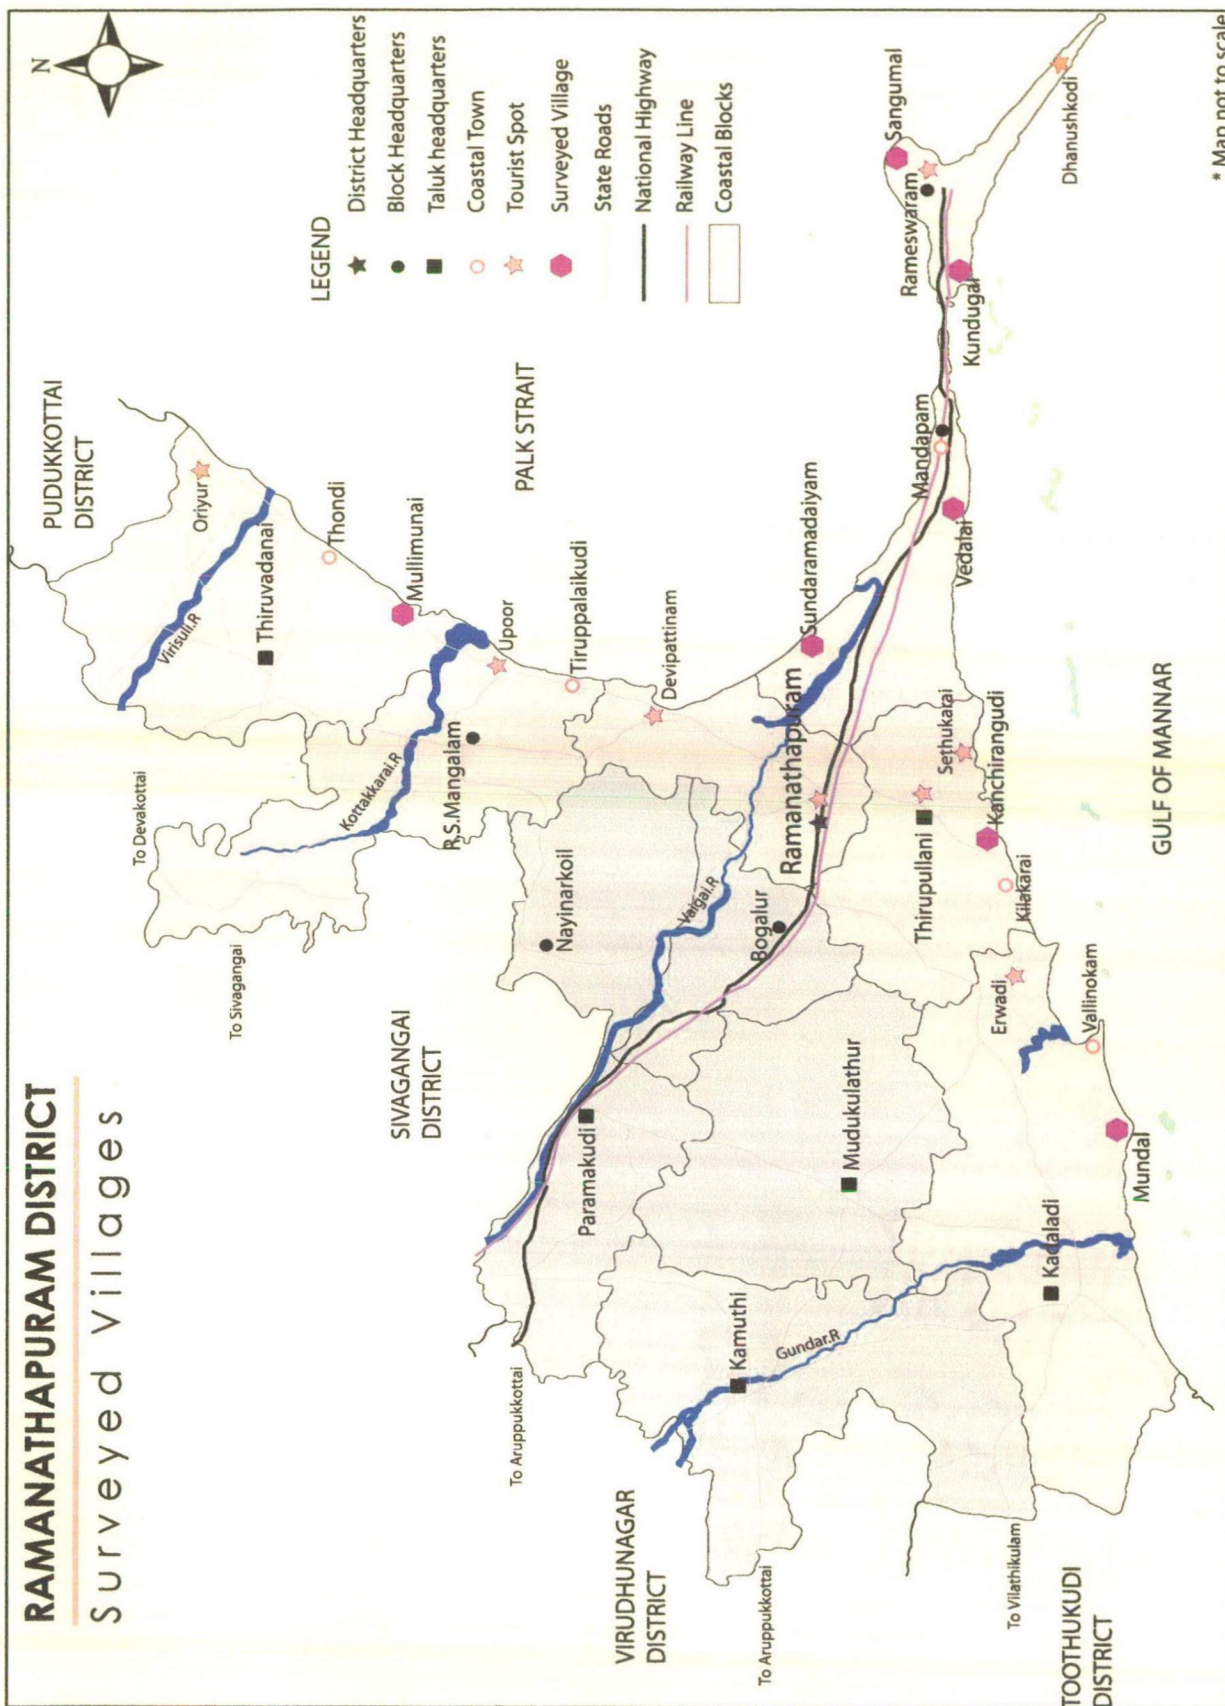 RAMANATHAPURAM DISTRICT
Surveyed Villages
N
LEGEND
District Headquarters
Block Headquarters
Taluk headquarters
Coastal Town
Tourist Spot
Surveyed Village
State Roads
National Highway
Railway Line
Coastal Blocks
PUDUKKOTTAI
DISTRICT
Oriyur
Virisuli.R
Thiruvadanai
Thondi
Mullimunai
PALK STRAIT
To Devakottai
Kottakkarai.R
Upoor
R.S.Mangalam
Tiruppalaikudi
To Sivagangai
Devipattinam
SIVAGANGAI
DISTRICT
Nayinarkoil
Vaigai.R
Sundaramadaiyam
Ramanathapuram
Bogalur
Paramakudi
Mandapam
Vedalai
Rameswaram
Sangumal
Kundugal
Dhanushkodi
Thirupullani
Sethukarai
Kanchirangudi
Kilakarai
Erwadi
Vallinokam
GULF OF MANNAR
Mudukulathur
Mundal
Kadaladi
Kamuthi
Gundar.R
To Aruppukkottai
VIRUDHUNAGAR
DISTRICT
To Aruppukkottai
To Vilathikulam
TOOTHUKUDI
DISTRICT
* Map not to scale